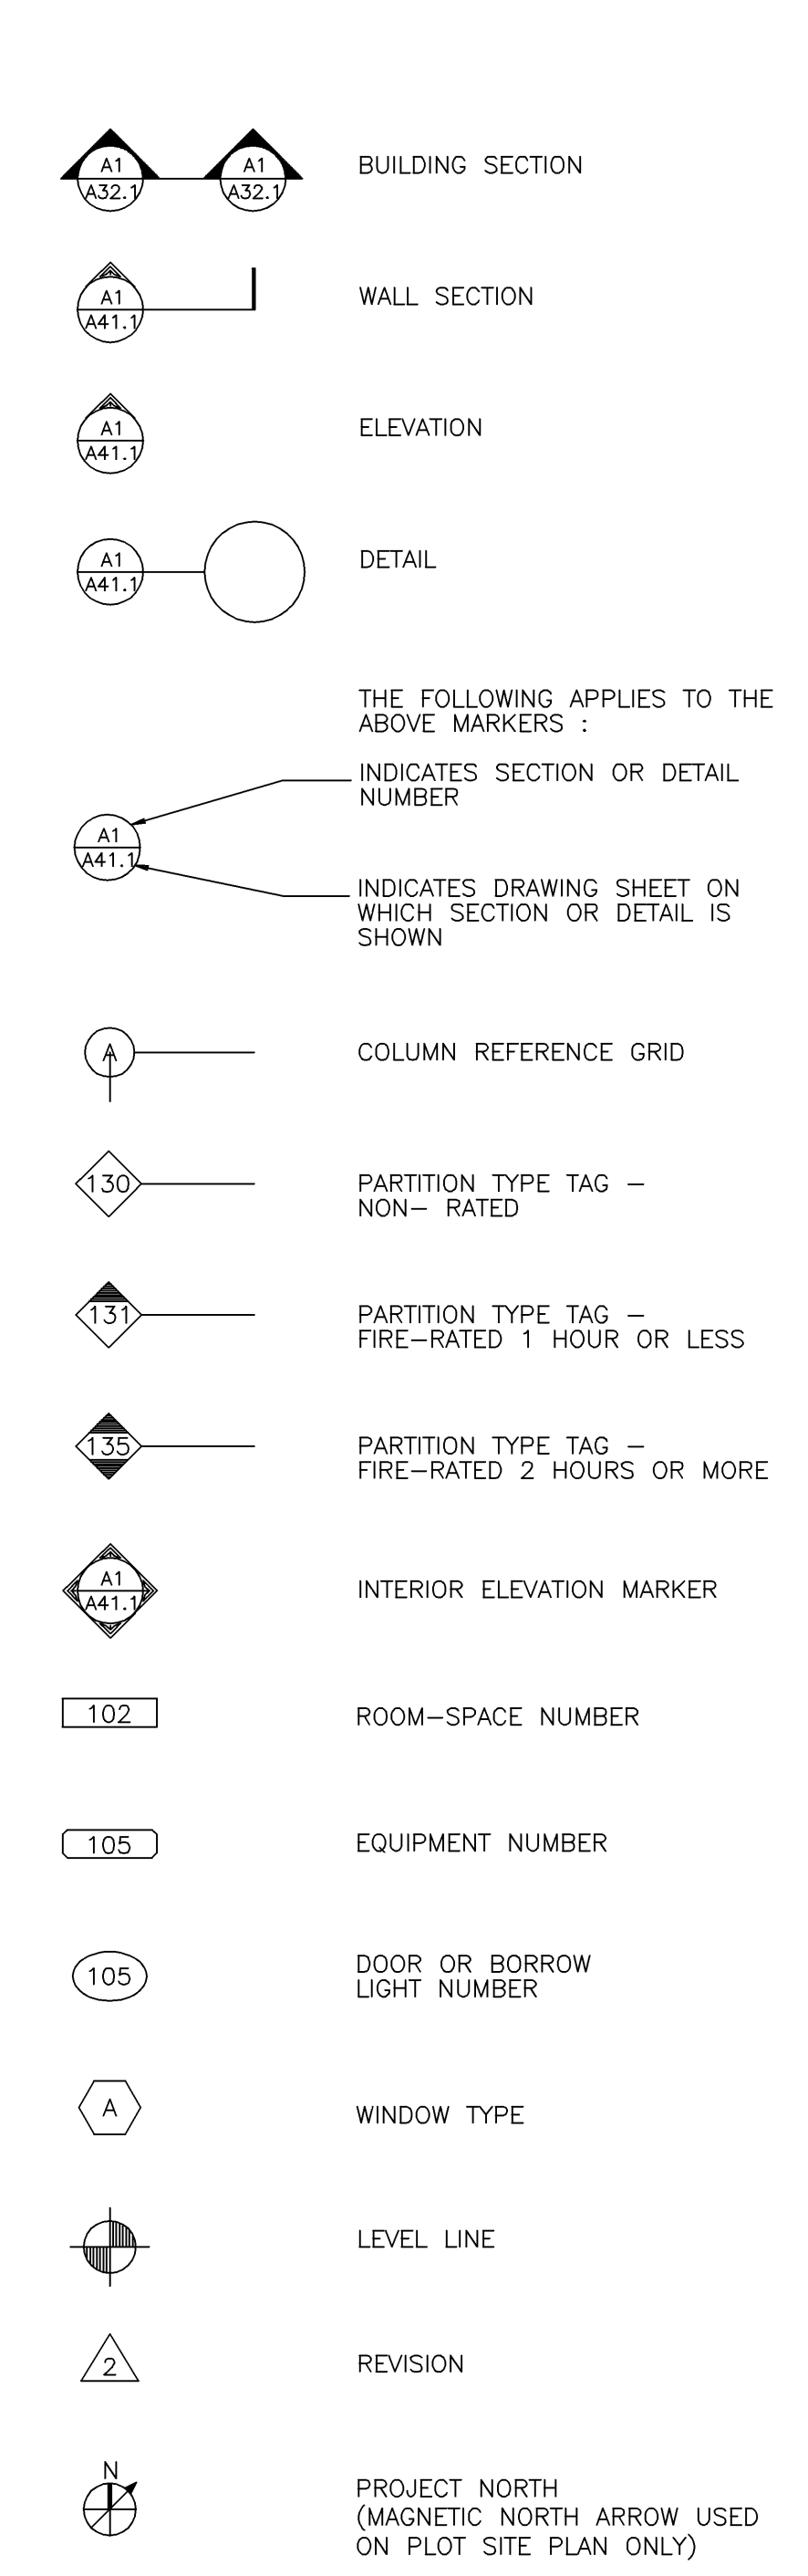 A1 A1 BUILDING SECTION
A32.1 A32.1
A1 WALL SECTION
A41.1
A1 ELEVATION
A41.1
A1 DETAIL
A41.1
THE FOLLOWING APPLIES TO THE
ABOVE MARKERS :
INDICATES SECTION OR DETAIL
NUMBER
A1
A41.1
INDICATES DRAWING SHEET ON
WHICH SECTION OR DETAIL IS
SHOWN
A COLUMN REFERENCE GRID
130 PARTITION TYPE TAG –
NON– RATED
131 PARTITION TYPE TAG –
FIRE–RATED 1 HOUR OR LESS
135 PARTITION TYPE TAG –
FIRE–RATED 2 HOURS OR MORE
A1 INTERIOR ELEVATION MARKER
A41.1
102 ROOM–SPACE NUMBER
105 EQUIPMENT NUMBER
105 DOOR OR BORROW
LIGHT NUMBER
A WINDOW TYPE
LEVEL LINE
2 REVISION
N
PROJECT NORTH
(MAGNETIC NORTH ARROW USED
ON PLOT SITE PLAN ONLY)